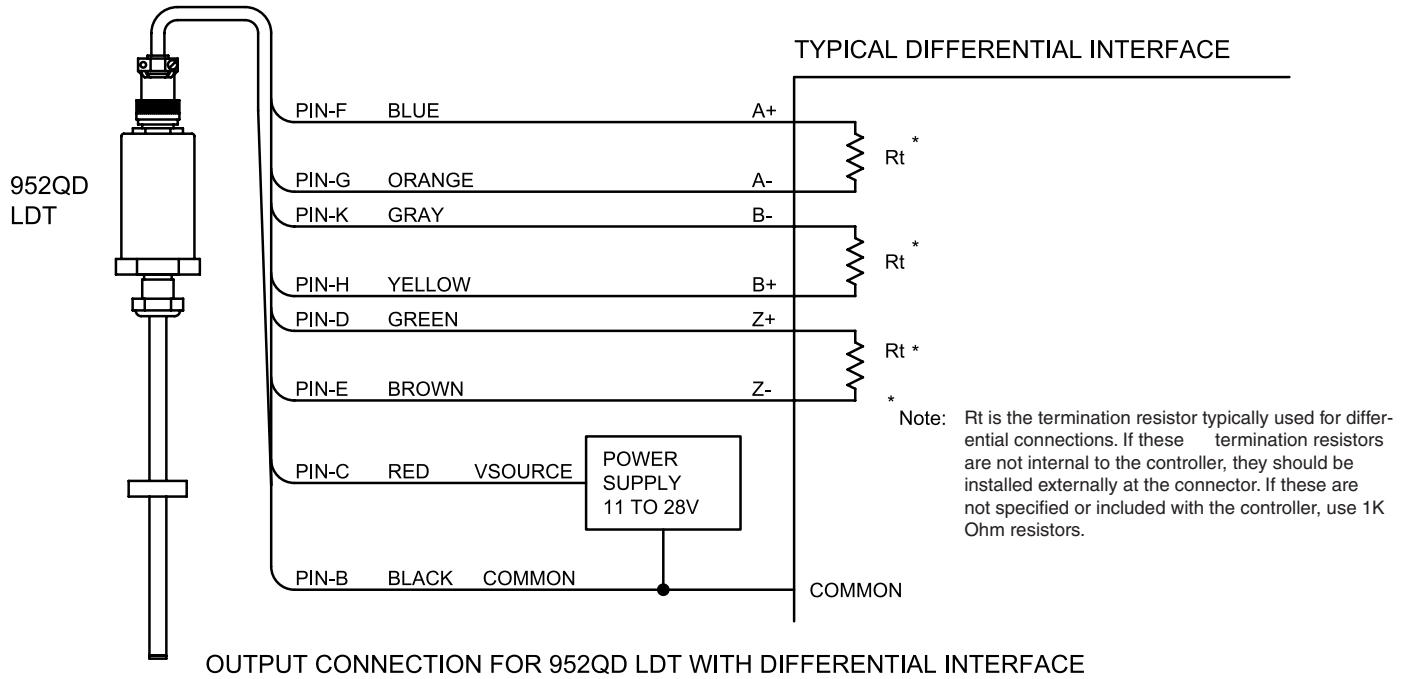 TYPICAL DIFFERENTIAL INTERFACE
952QD
LDT
PIN-F BLUE A+
Rt *
PIN-G ORANGE A-
PIN-K GRAY B-
Rt *
PIN-H YELLOW B+
PIN-D GREEN Z+
Rt *
PIN-E BROWN Z-
*
Note: Rt is the termination resistor typically used for differ-
ential connections. If these termination resistors
are not internal to the controller, they should be
installed externally at the connector. If these are
not specified or included with the controller, use 1K
Ohm resistors.
PIN-C RED VSOURCE
POWER
SUPPLY
11 TO 28V
PIN-B BLACK COMMON
COMMON
OUTPUT CONNECTION FOR 952QD LDT WITH DIFFERENTIAL INTERFACE